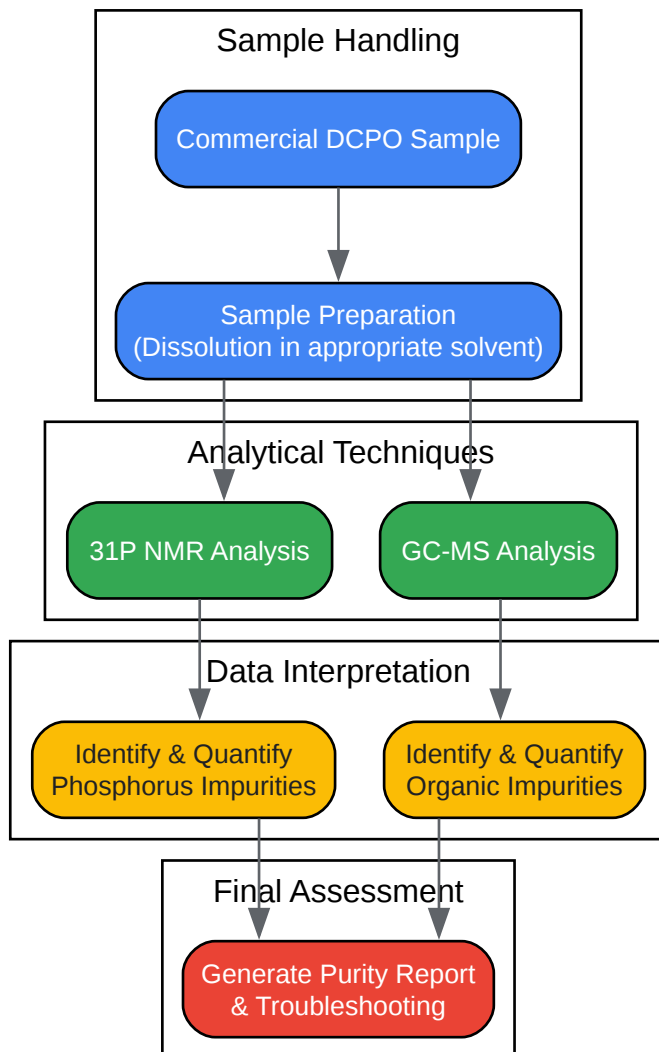 Sample Handling
Commercial DCPO Sample
Sample Preparation
(Dissolution in appropriate solvent)
Analytical Techniques
31P NMR Analysis
GC-MS Analysis
Data Interpretation
Identify & Quantify
Phosphorus Impurities
Identify & Quantify
Organic Impurities
Final Assessment
Generate Purity Report
& Troubleshooting